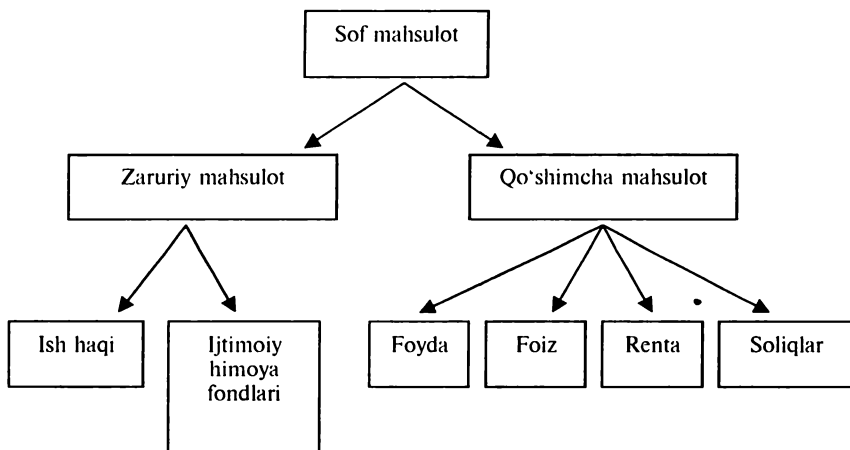 Sof mahsulot
Zaruriy mahsulot
Qo‘shimcha mahsulot
Ish haqi
Ijtimoiy
himoya
fondlari
Foyda
Foiz
Renta
Soliqlar